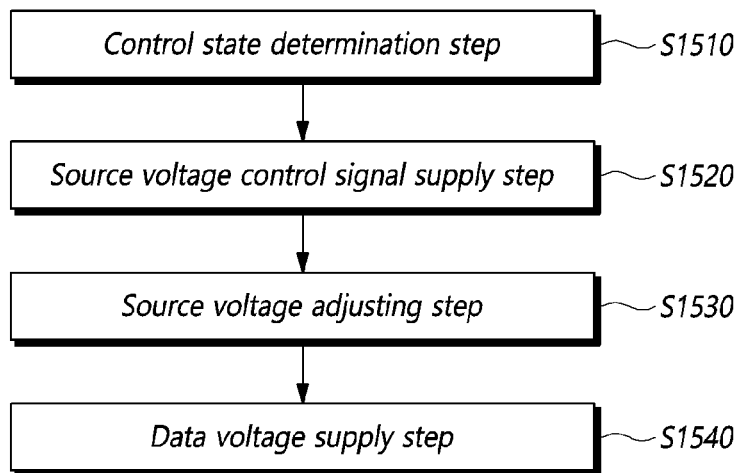 Control state determination step
S1510
Source voltage control signal supply step
S1520
Source voltage adjusting step
S1530
Data voltage supply step
S1540